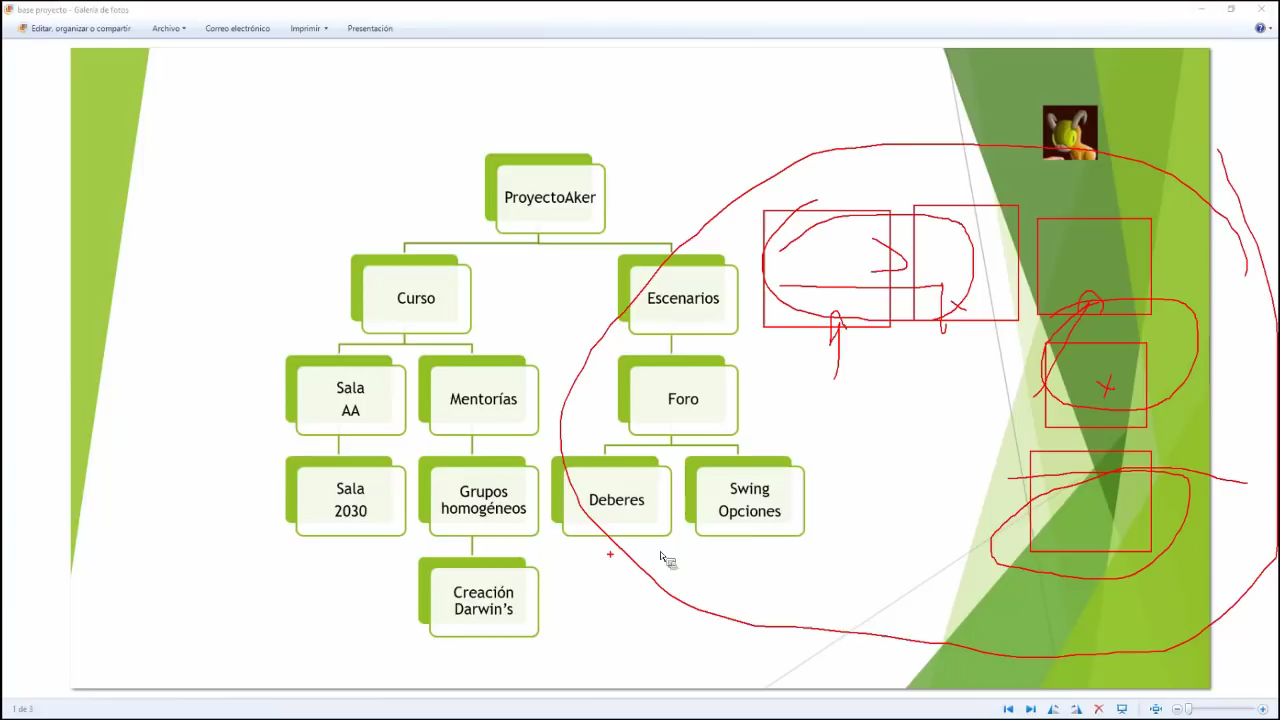 base proyecto - Galería de fotos
Editar, organizar o compartir
Archivo
Correo electrónico
Imprimir
Presentación
ProyectoAker
Curso
Escenarios
Sala
AA
Mentorías
Foro
Sala
2030
Grupos
homogéneos
Deberes
Swing
Opciones
Creación
Darwin's
1 de 3